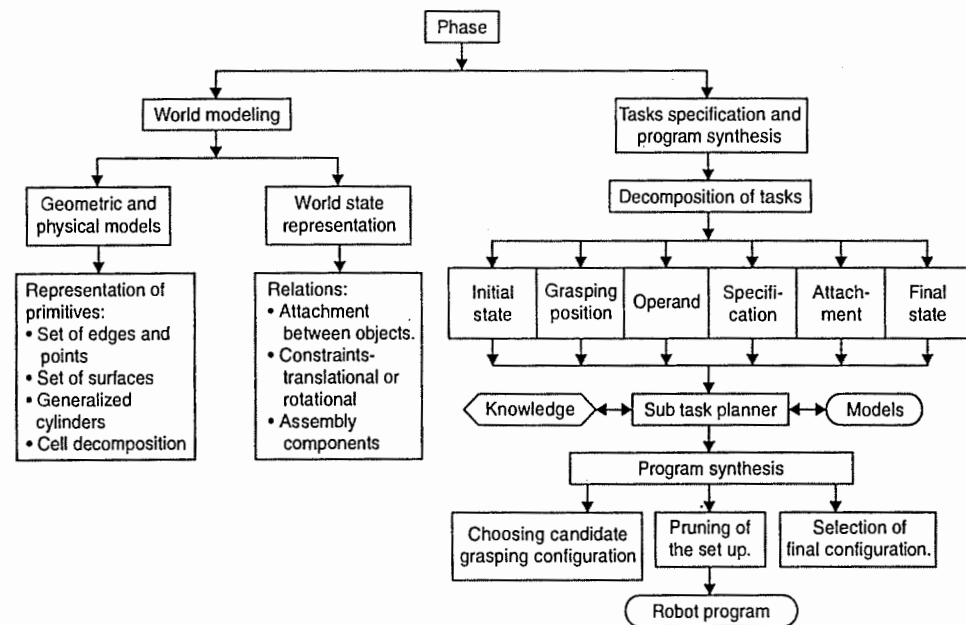 Phase
World modeling
Tasks specification and
program synthesis
Geometric and
physical models
World state
representation
Decomposition of tasks
Representation of
primitives:
• Set of edges and
points
• Set of surfaces
• Generalized
cylinders
• Cell decomposition
Relations:
• Attachment
between objects.
• Constraints-
translational or
rotational
• Assembly
components
Initial
state
Grasping
position
Operand
Specifi-
cation
Attach-
ment
Final
state
Knowledge
Sub task planner
Models
Program synthesis
Choosing candidate
grasping configuration
Pruning of
the set up.
Selection of
final configuration.
Robot program